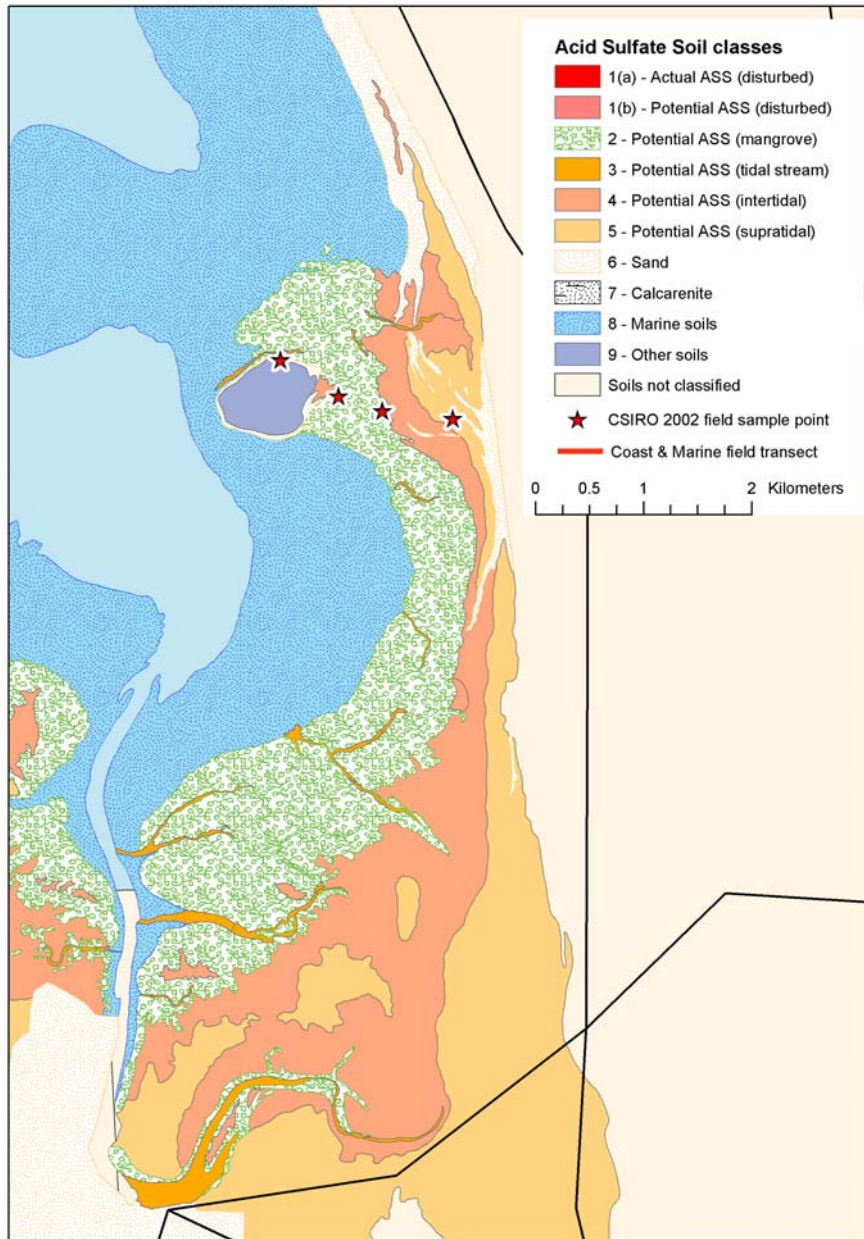 Acid Sulfate Soil classes
1(a) - Actual ASS (disturbed)
1(b) - Potential ASS (disturbed)
2 - Potential ASS (mangrove)
3 - Potential ASS (tidal stream)
4 - Potential ASS (intertidal)
5 - Potential ASS (supratidal)
6 - Sand
7 - Calcarenite
8 - Marine soils
9 - Other soils
Soils not classified
CSIRO 2002 field sample point
Coast & Marine field transect
0 0.5 1 2 Kilometers